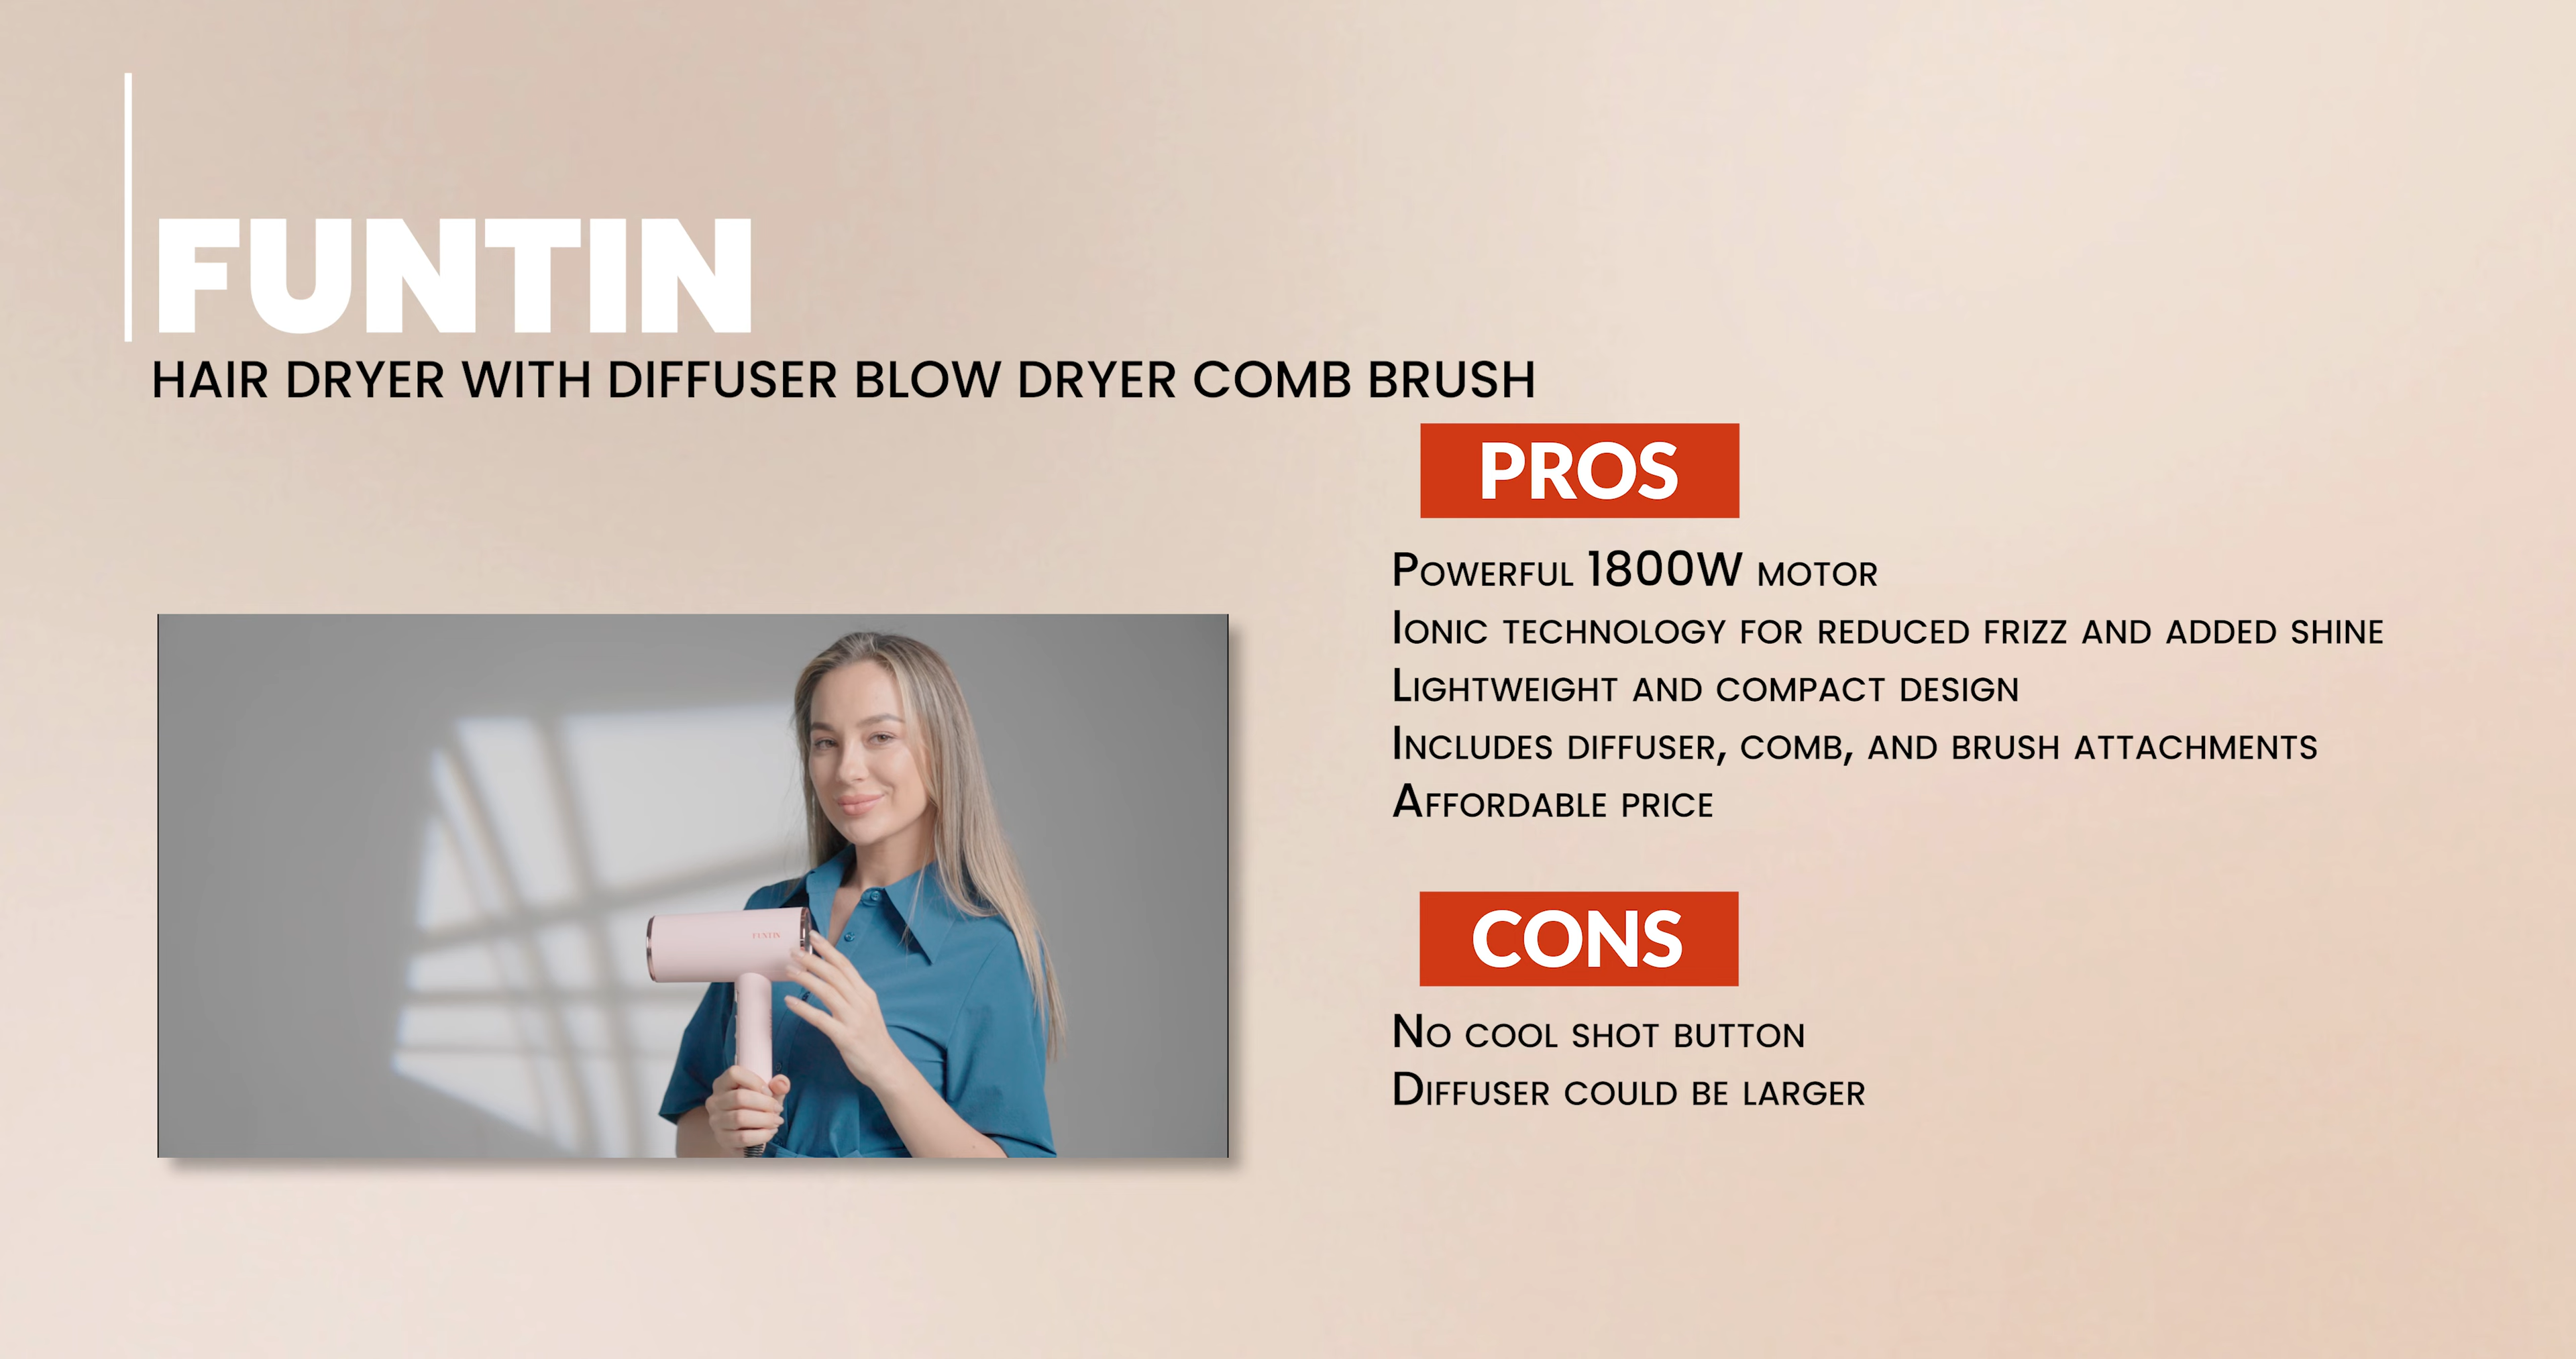 FUNTIN
HAIR DRYER WITH DIFFUSER BLOW DRYER COMB BRUSH
PROS
Powerful 1800W motor
Ionic technology for reduced frizz and added shine
Lightweight and compact design
Includes diffuser, comb, and brush attachments
Affordable price
FUNTIN
CONS
No cool shot button
Diffuser could be larger